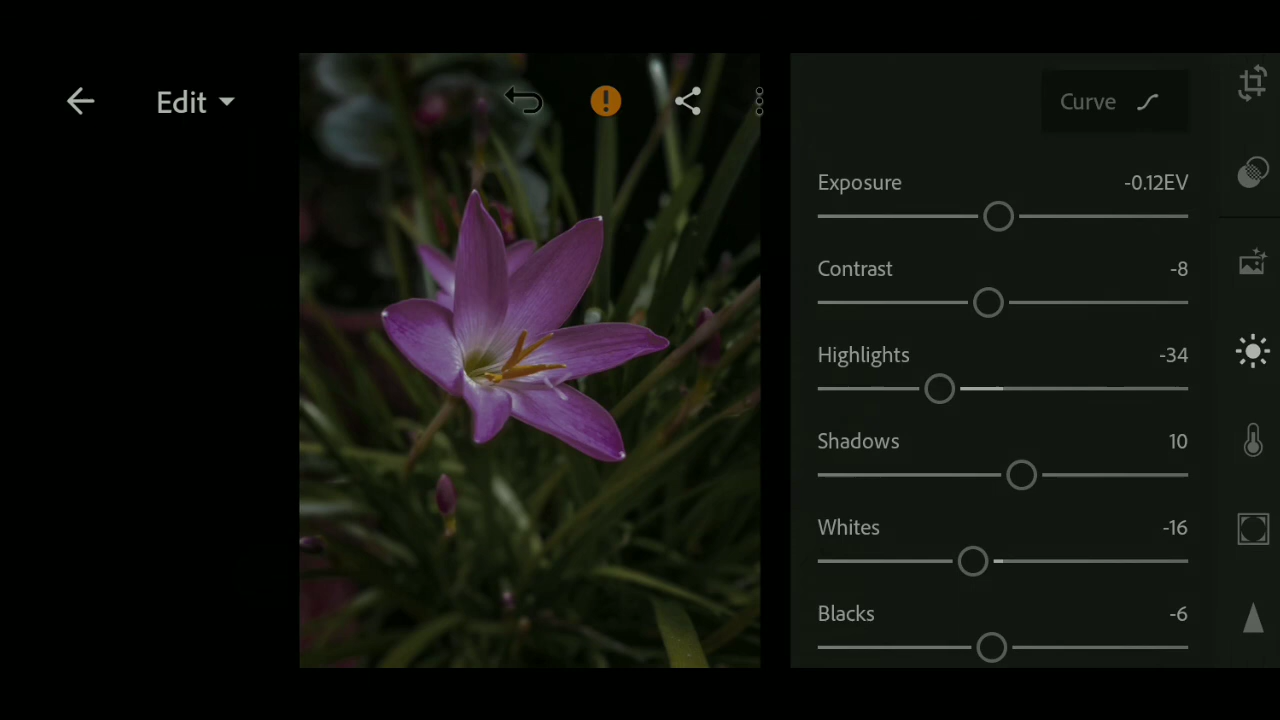 Edit
Curve
Exposure -0.12EV
Contrast -8
Highlights -34
Shadows 10
Whites -16
Blacks -6